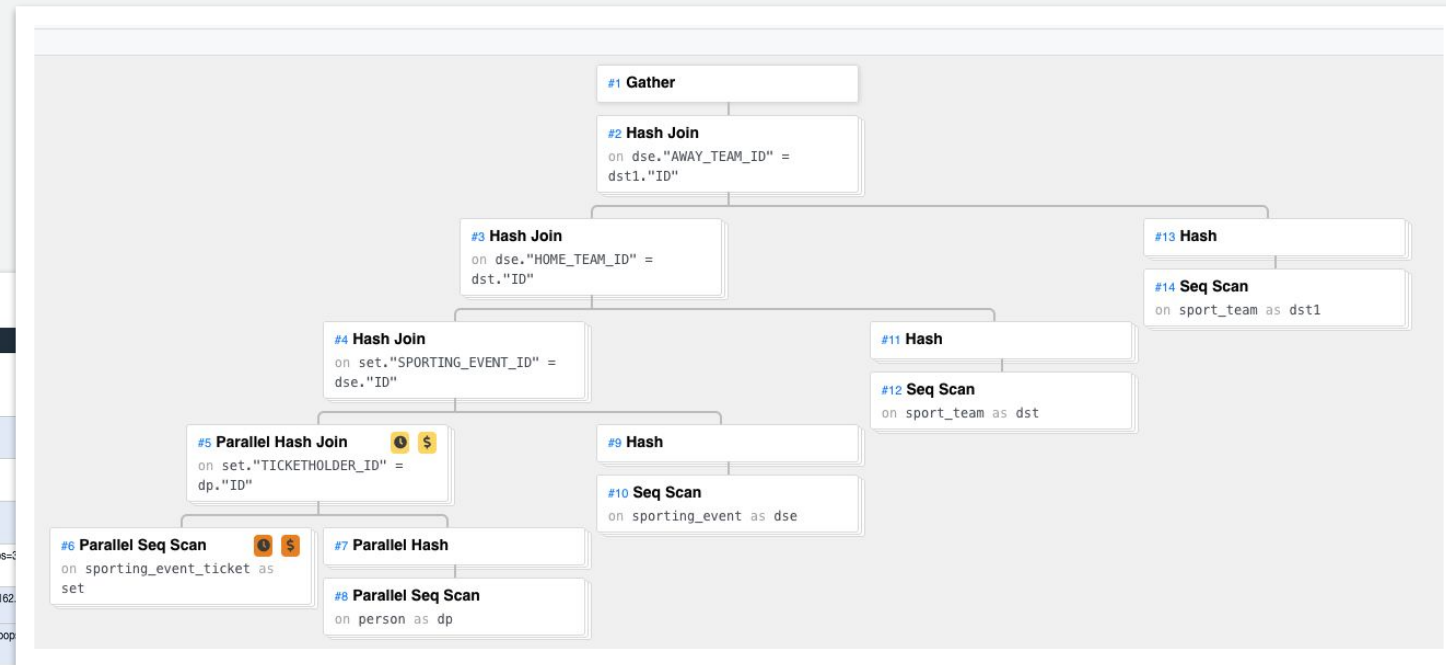 #1 Gather
#2 Hash Join
on dse."AWAY_TEAM_ID" =
dst1."ID"
#3 Hash Join
on dse."HOME_TEAM_ID" =
dst."ID"
#13 Hash
#14 Seq Scan
on sport_team as dst1
#4 Hash Join
on set."SPORTING_EVENT_ID" =
dse."ID"
#11 Hash
#12 Seq Scan
on sport_team as dst
#5 Parallel Hash Join $
on set."TICKETHOLDER_ID" =
dp."ID"
#9 Hash
#10 Seq Scan
on sporting_event as dse
#6 Parallel Seq Scan $
on sporting_event_ticket as
set
#7 Parallel Hash
#8 Parallel Seq Scan
on person as dp
162.